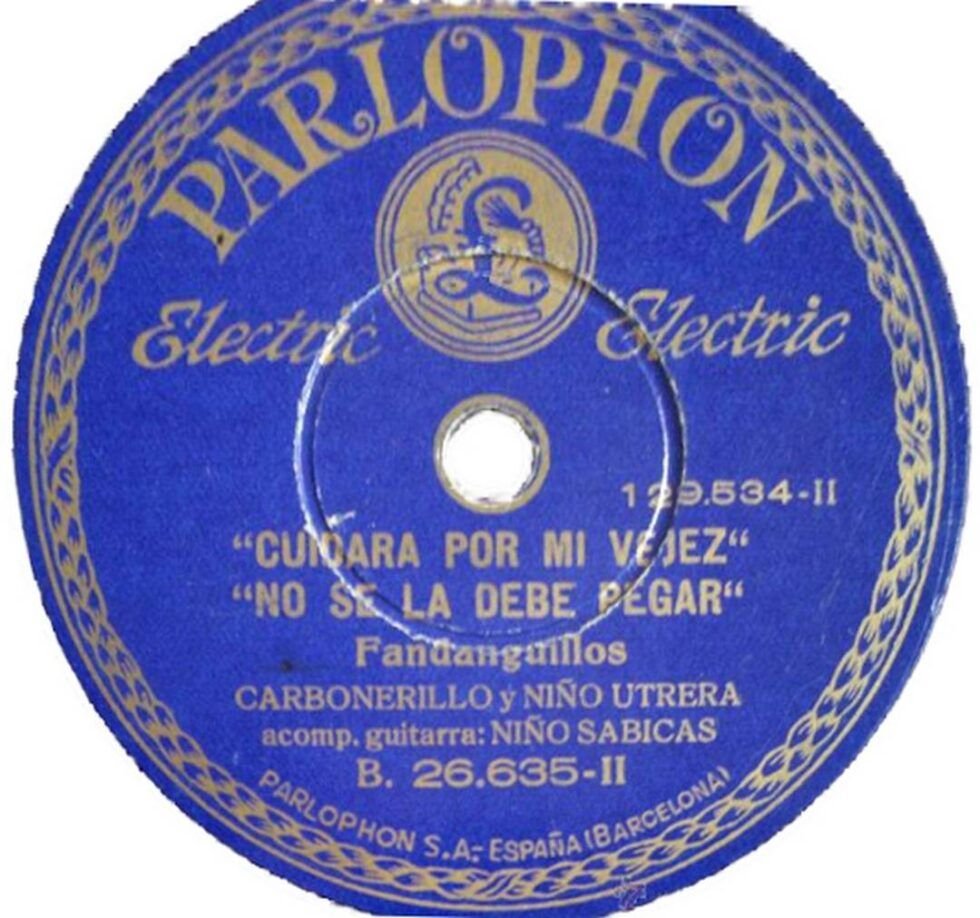 PARLOPHON
Electric Electric
129.534-II
“CUIDARA POR MI VEJEZ“
“NO SE LA DEBE PEGAR“
Fandanguillos
CARBONERILLO y NIÑO UTRERA
acomp. guitarra: NIÑO SABICAS
B. 26.635-II
PARLOPHON S.A.-ESPAÑA (BARCELONA)